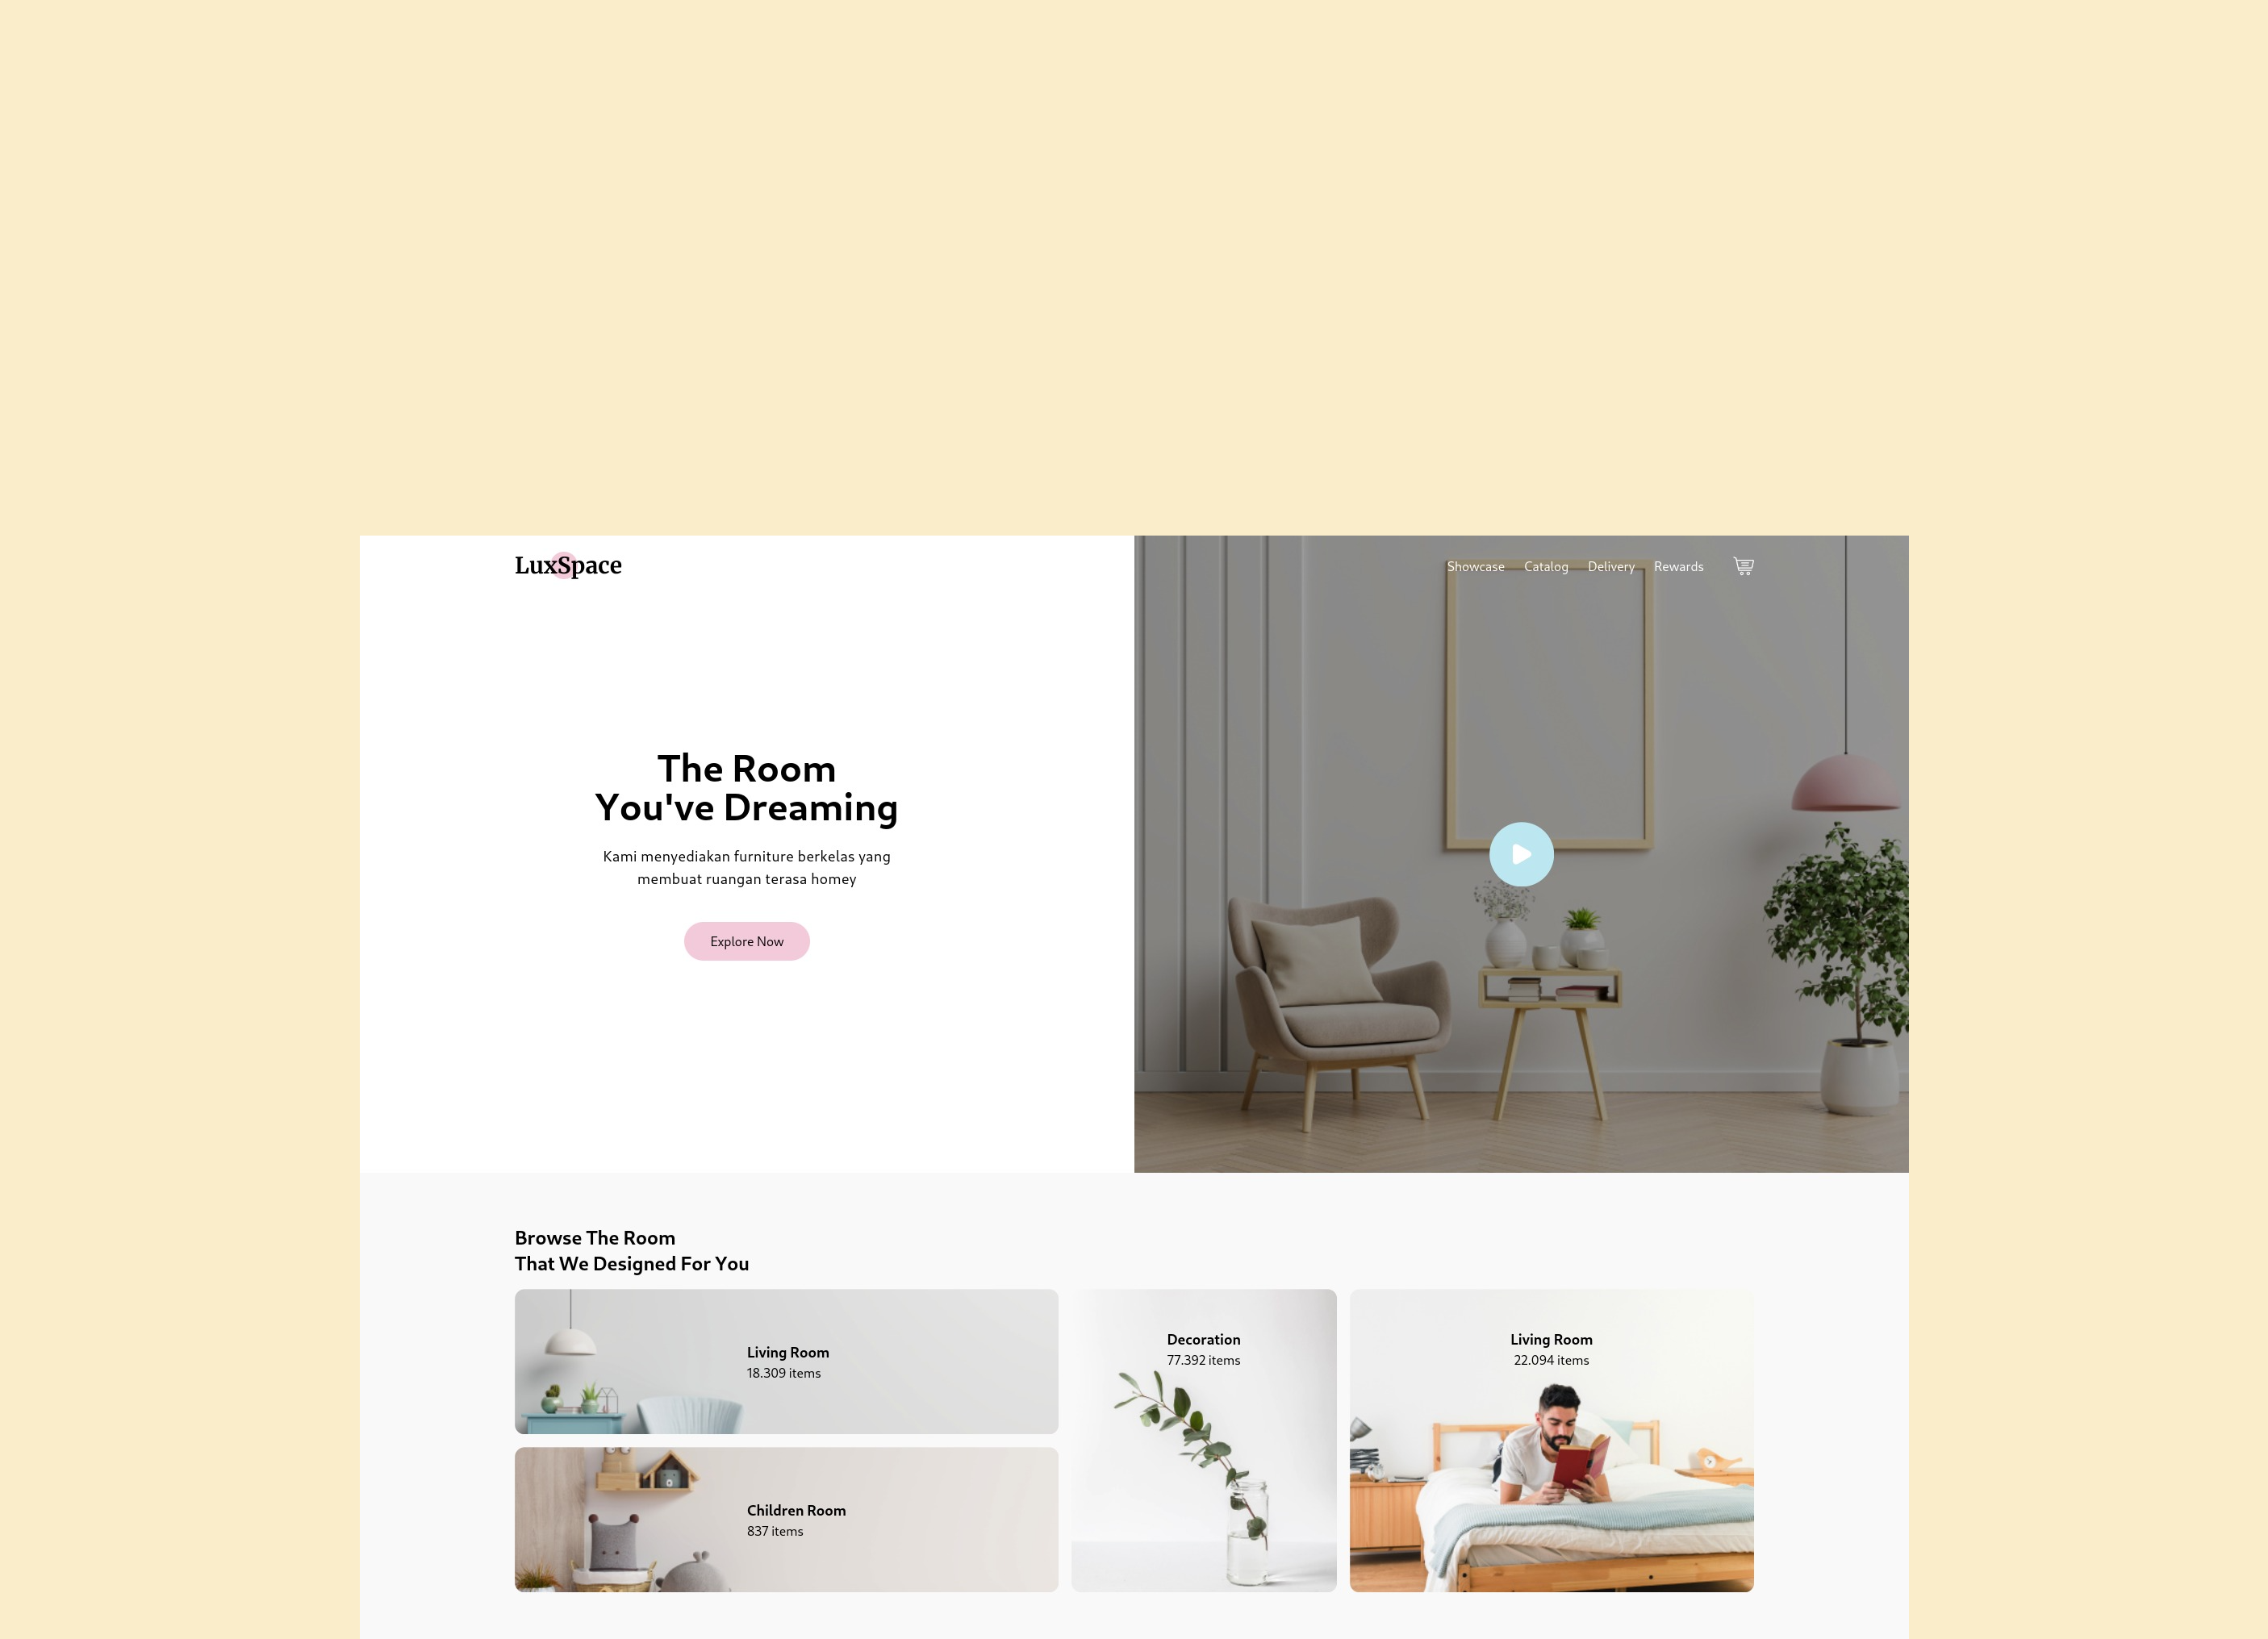 LuxSpace
Showcase Catalog Delivery Rewards
The Room
You've Dreaming
Kami menyediakan furniture berkelas yang
membuat ruangan terasa homey
Explore Now
Browse The Room
That We Designed For You
Living Room
18.309 items
Children Room
837 items
Decoration
77.392 items
Living Room
22.094 items